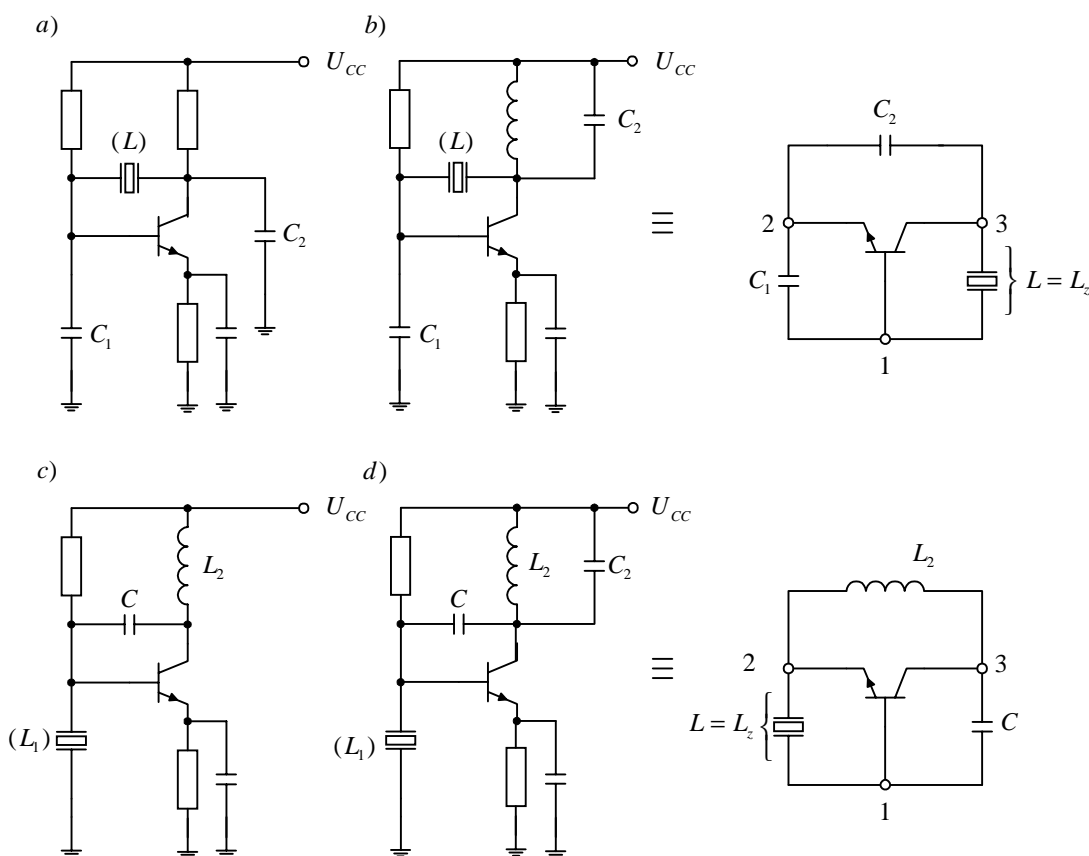 a)
U_CC
(L)
C_2
C_1
b)
U_CC
C_2
(L)
C_1
≡
C_2
2
3
C_1
} L = L_z
1
c)
U_CC
L_2
C
(L_1)
d)
U_CC
L_2
C_2
C
(L_1)
≡
L_2
2
3
L = L_z {
C
1